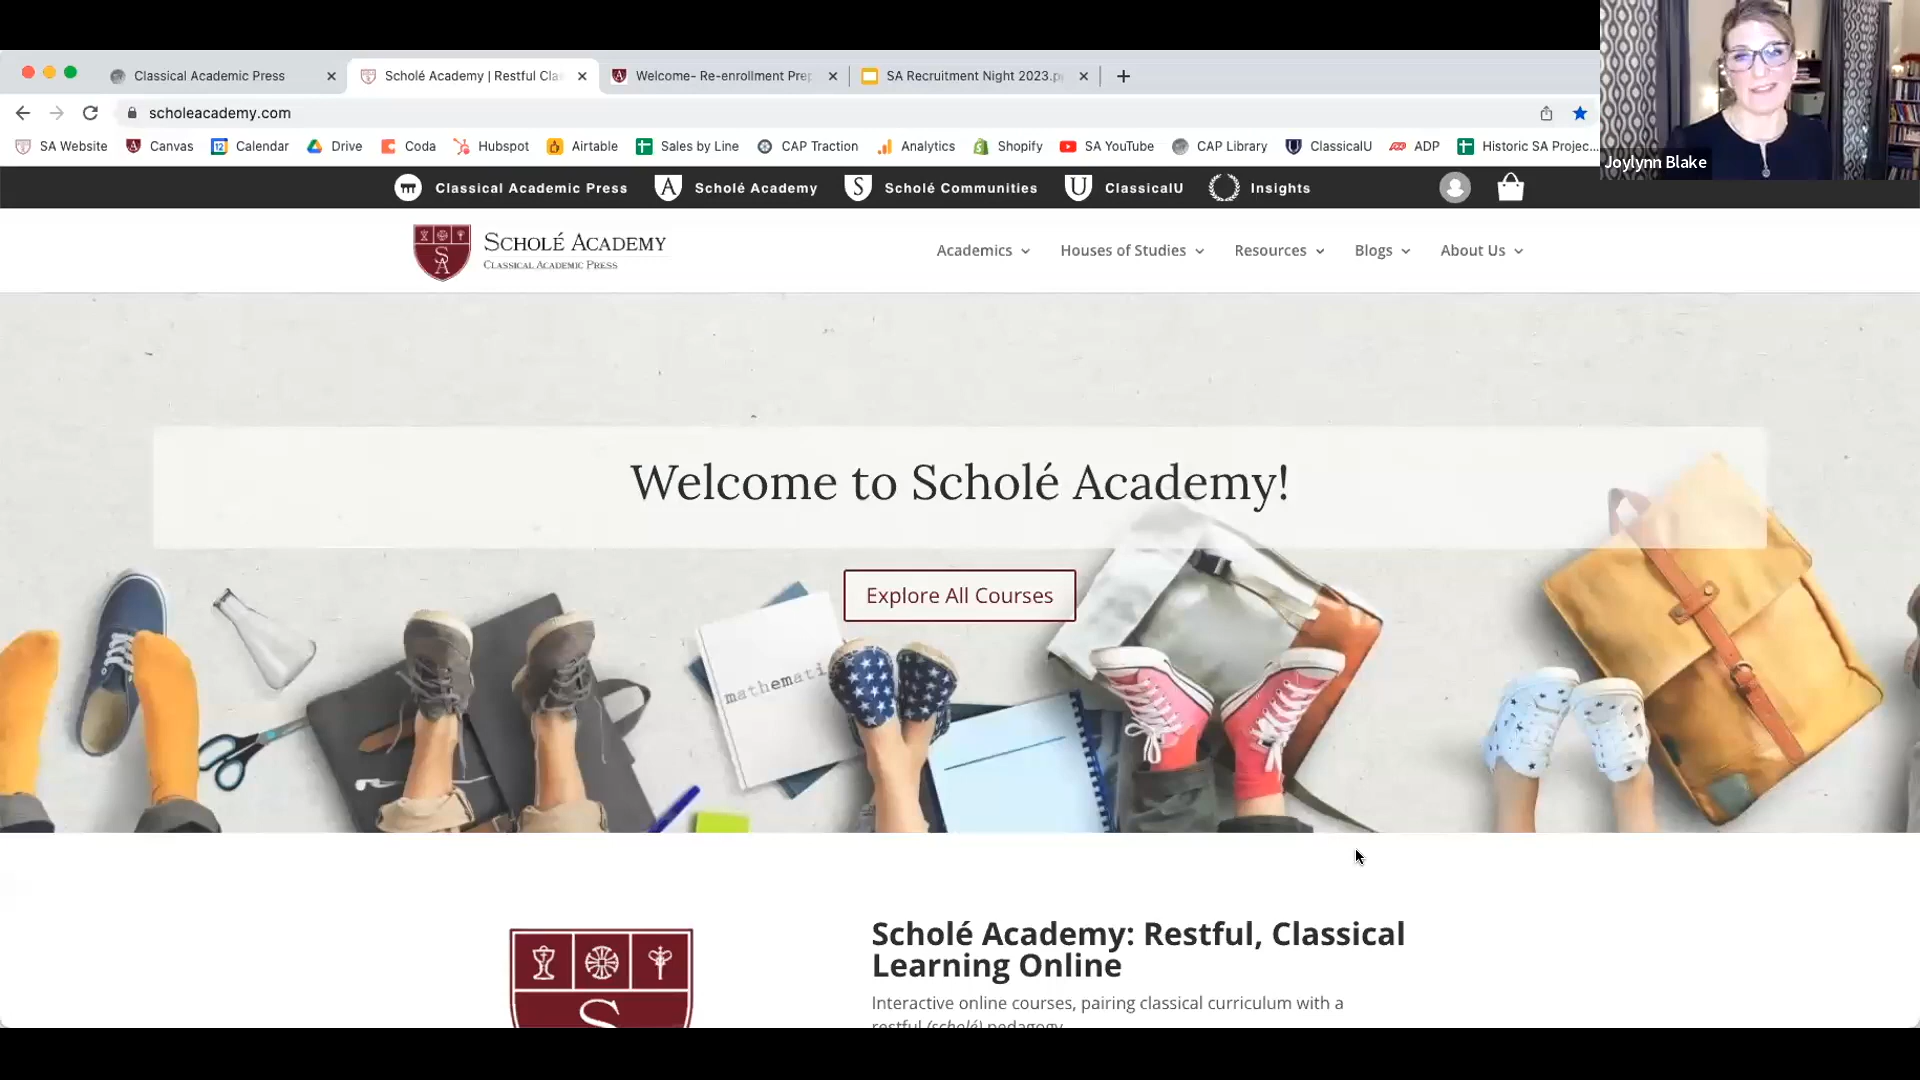 Classical Academic Press
Scholé Academy | Restful Cla
Welcome- Re-enrollment Prep
SA Recruitment Night 2023.p
scholeacademy.com
SA Website
Canvas
Calendar
Drive
Coda
Hubspot
Airtable
Sales by Line
CAP Traction
Analytics
Shopify
SA YouTube
CAP Library
ClassicalU
ADP
Historic SA Projec...
Joylynn Blake
Classical Academic Press
A
Scholé Academy
S
Scholé Communities
U
ClassicalU
Insights
S
A
Scholé Academy
Classical Academic Press
Academics
Houses of Studies
Resources
Blogs
About Us
Welcome to Scholé Academy!
Explore All Courses
mathemati
Scholé Academy: Restful, Classical
Learning Online
Interactive online courses, pairing classical curriculum with a
restful (scholé) pedagogy
S